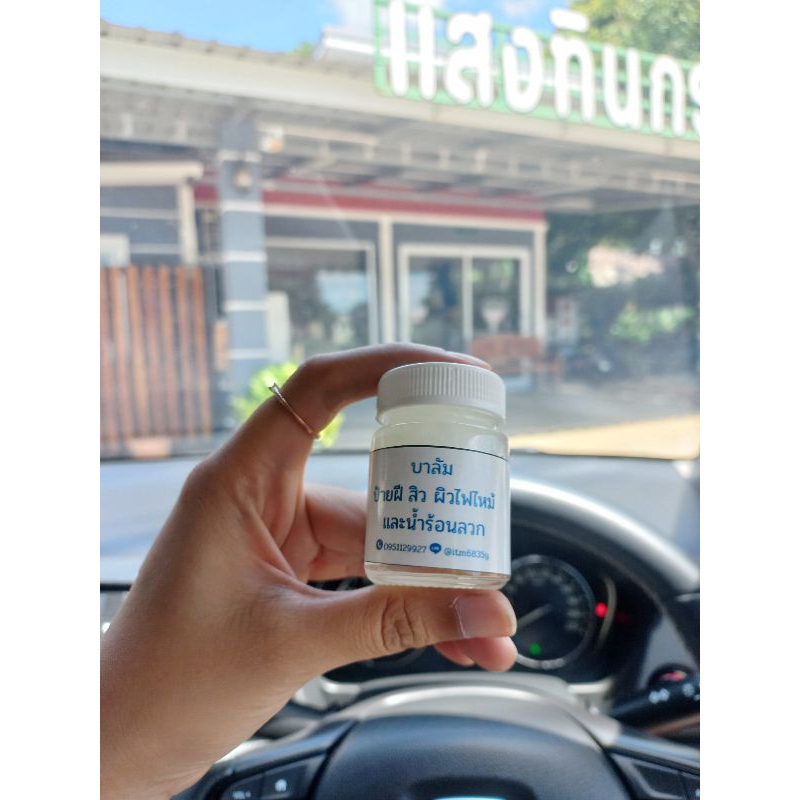 แสงทินกร
บาล์ม
ป้ายฝี สิว ผิวไฟไหม้
และน้ำร้อนลวก
0951129927 @itzn6835g